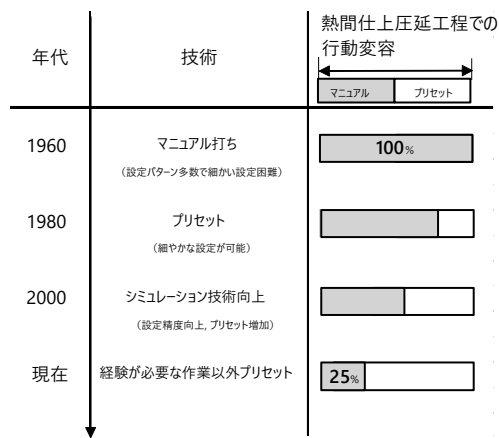 年代
技術
熱間仕上圧延工程での
行動変容
マニュアル
プリセット
1960
マニュアル打ち
(設定パターン多数で細かい設定困難)
100%
1980
プリセット
(細やかな設定が可能)
2000
シミュレーション技術向上
(設定精度向上, プリセット増加)
現在
経験が必要な作業以外プリセット
25%